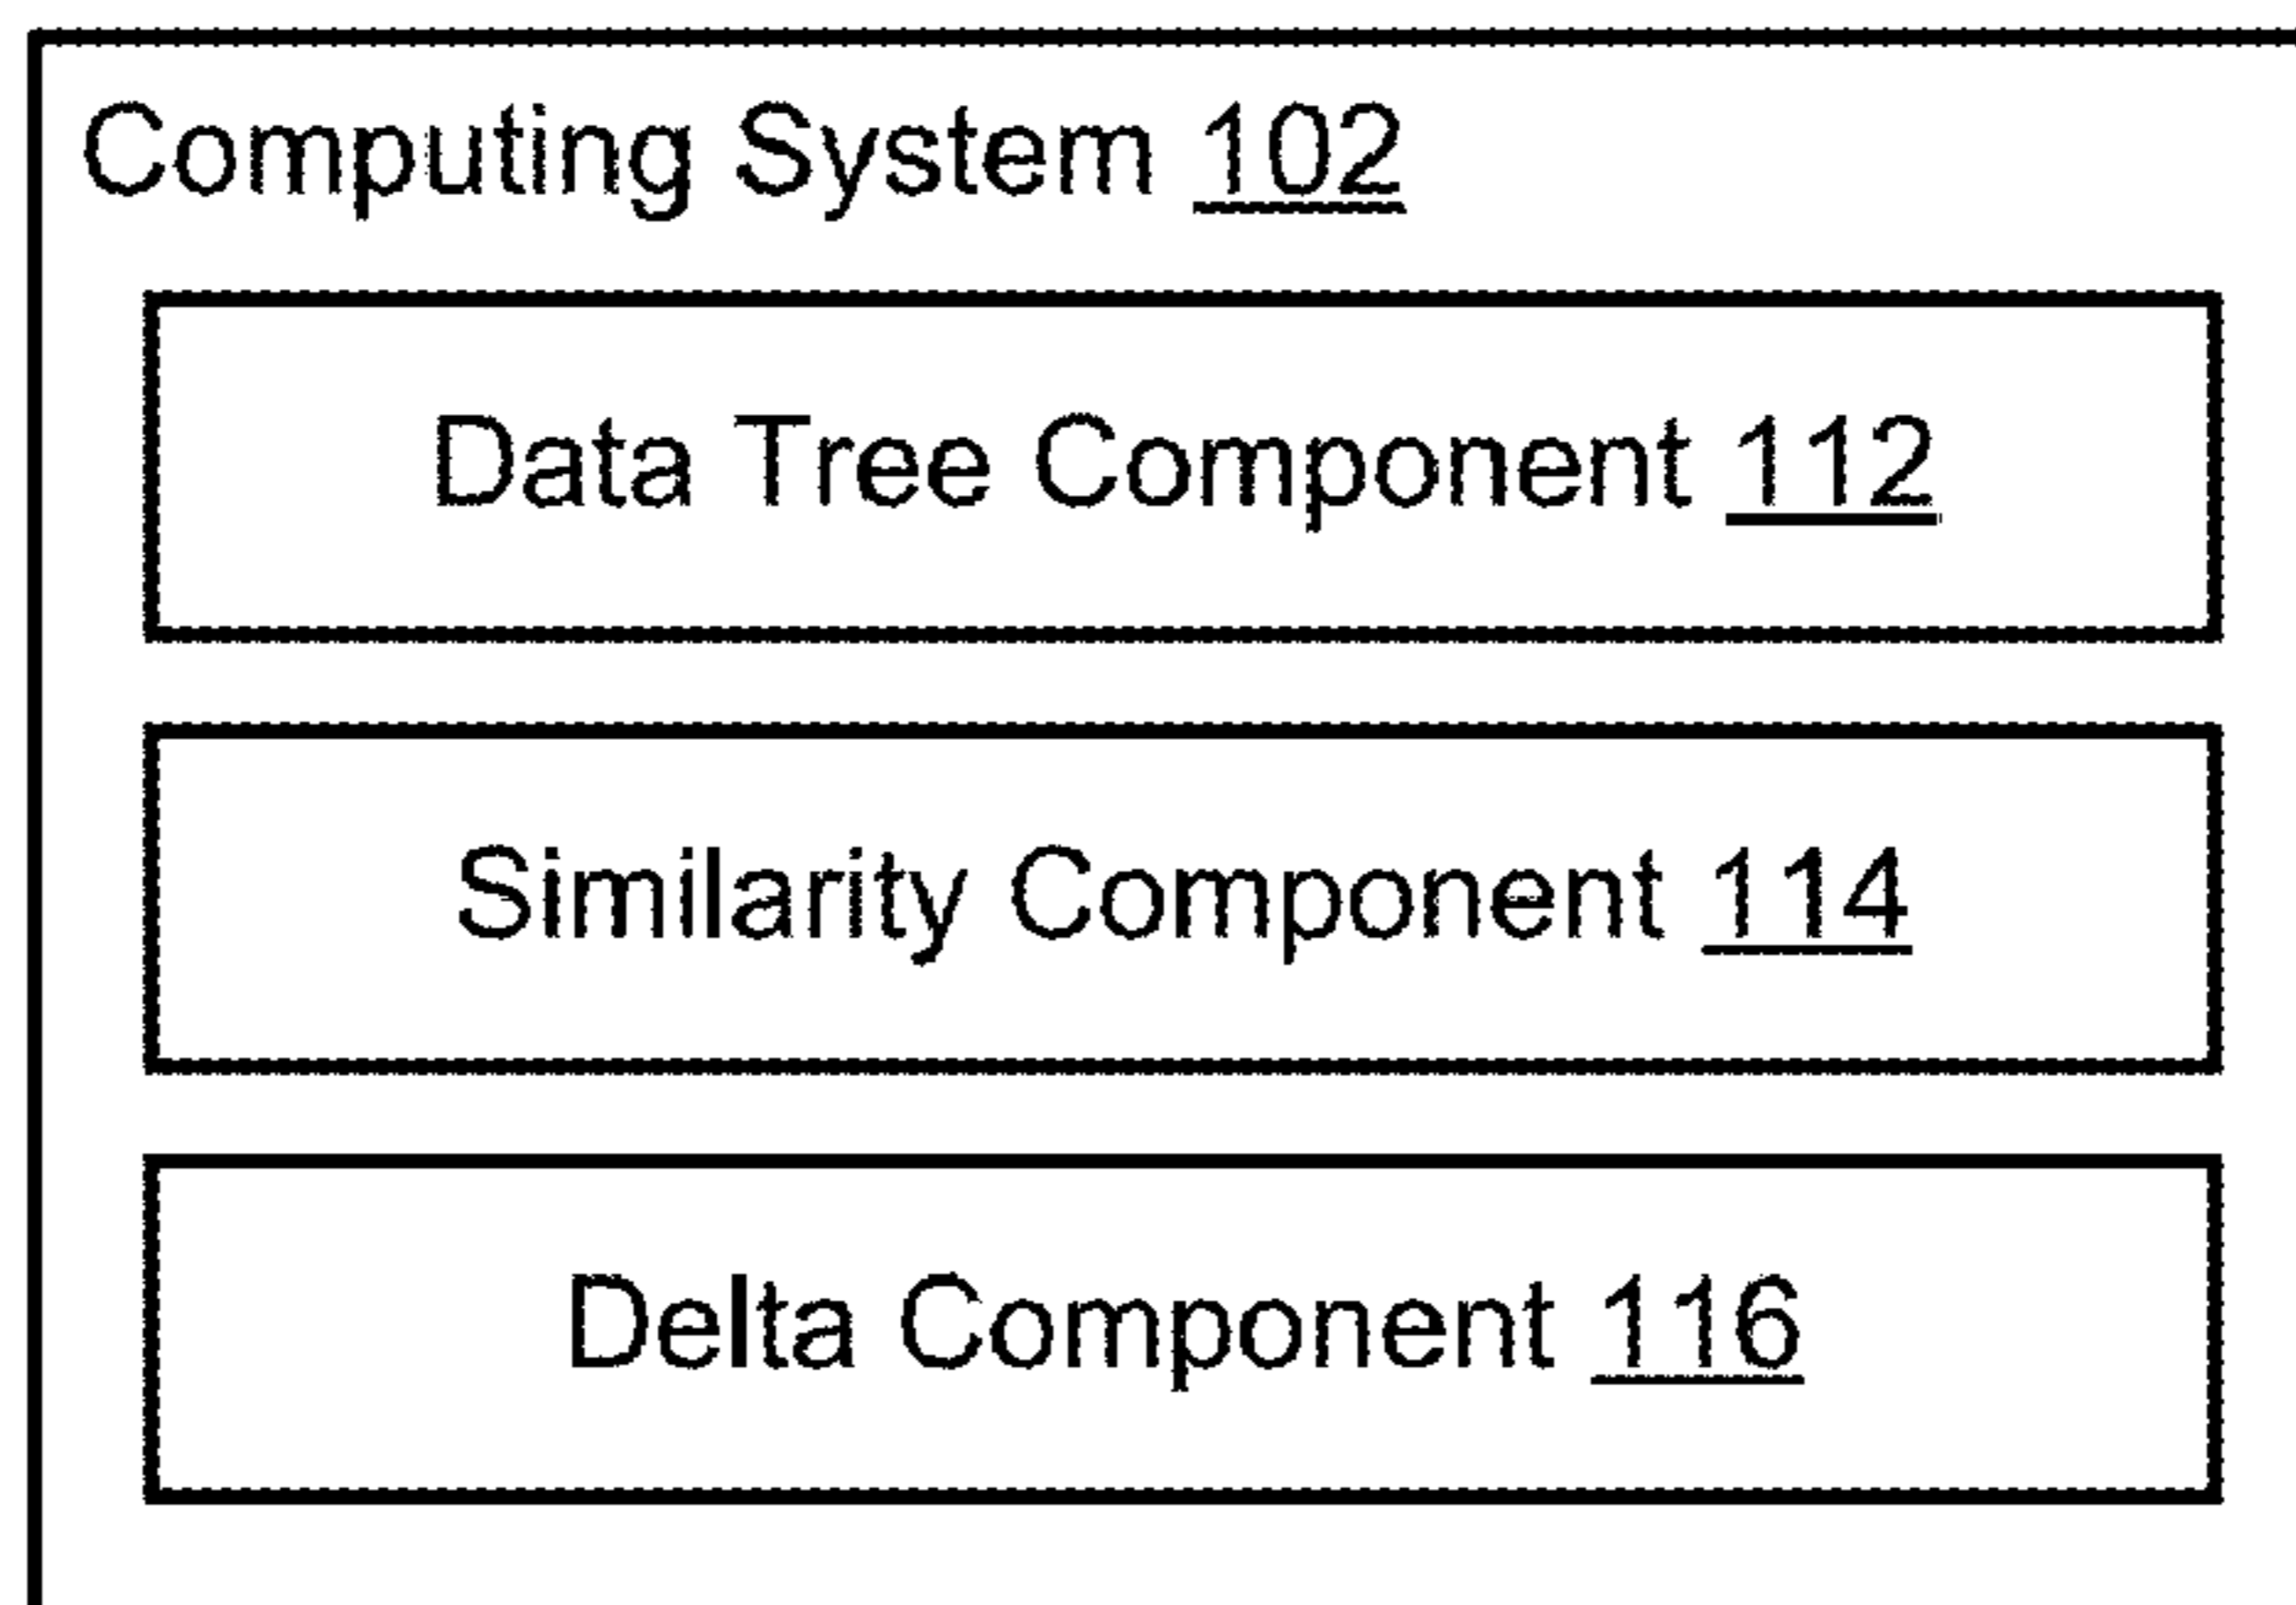 Computing System 102
Data Tree Component 112
Similarity Component 114
Delta Component 116